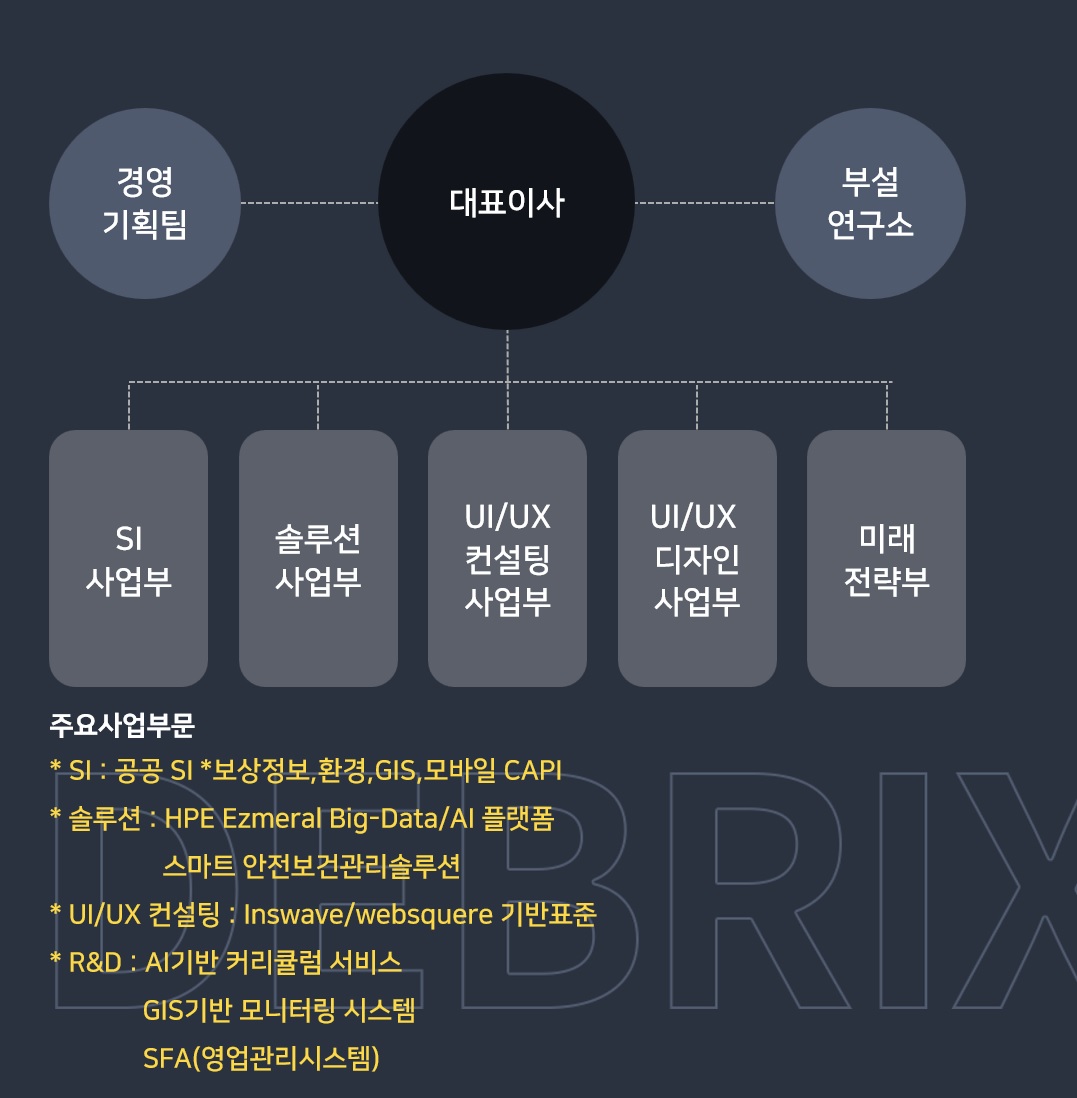 경영
기획팀
대표이사
부설
연구소
SI
사업부
솔루션
사업부
UI/UX
컨설팅
사업부
UI/UX
디자인
사업부
미래
전략부
주요사업부문
* SI : 공공 SI *보상정보,환경,GIS,모바일 CAPI
* 솔루션 : HPE Ezmeral Big-Data/AI 플랫폼
스마트 안전보건관리솔루션
* UI/UX 컨설팅 : Inswave/websquere 기반표준
* R&D : AI기반 커리큘럼 서비스
GIS기반 모니터링 시스템
SFA(영업관리시스템)
DEBRIX